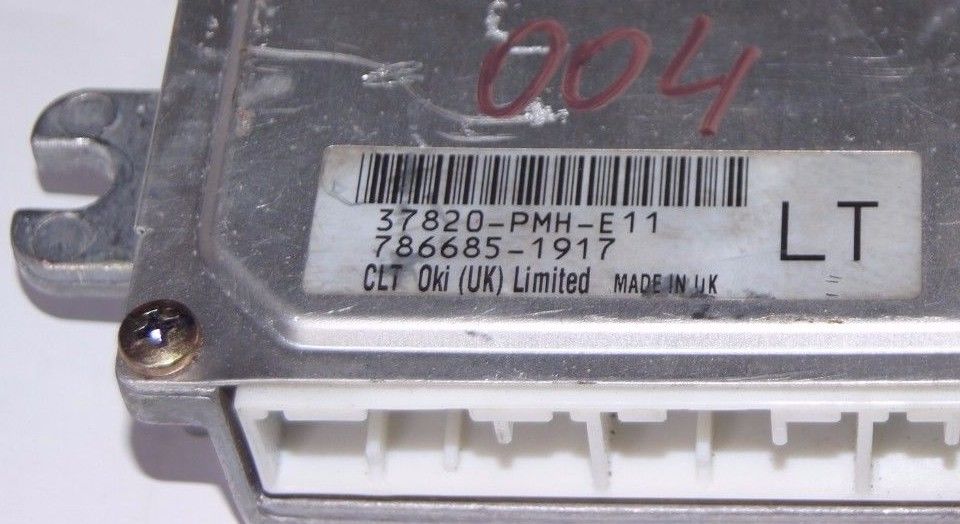 004
37820-PMH-E11
786685-1917
CLT Oki (UK) Limited MADE IN UK
LT